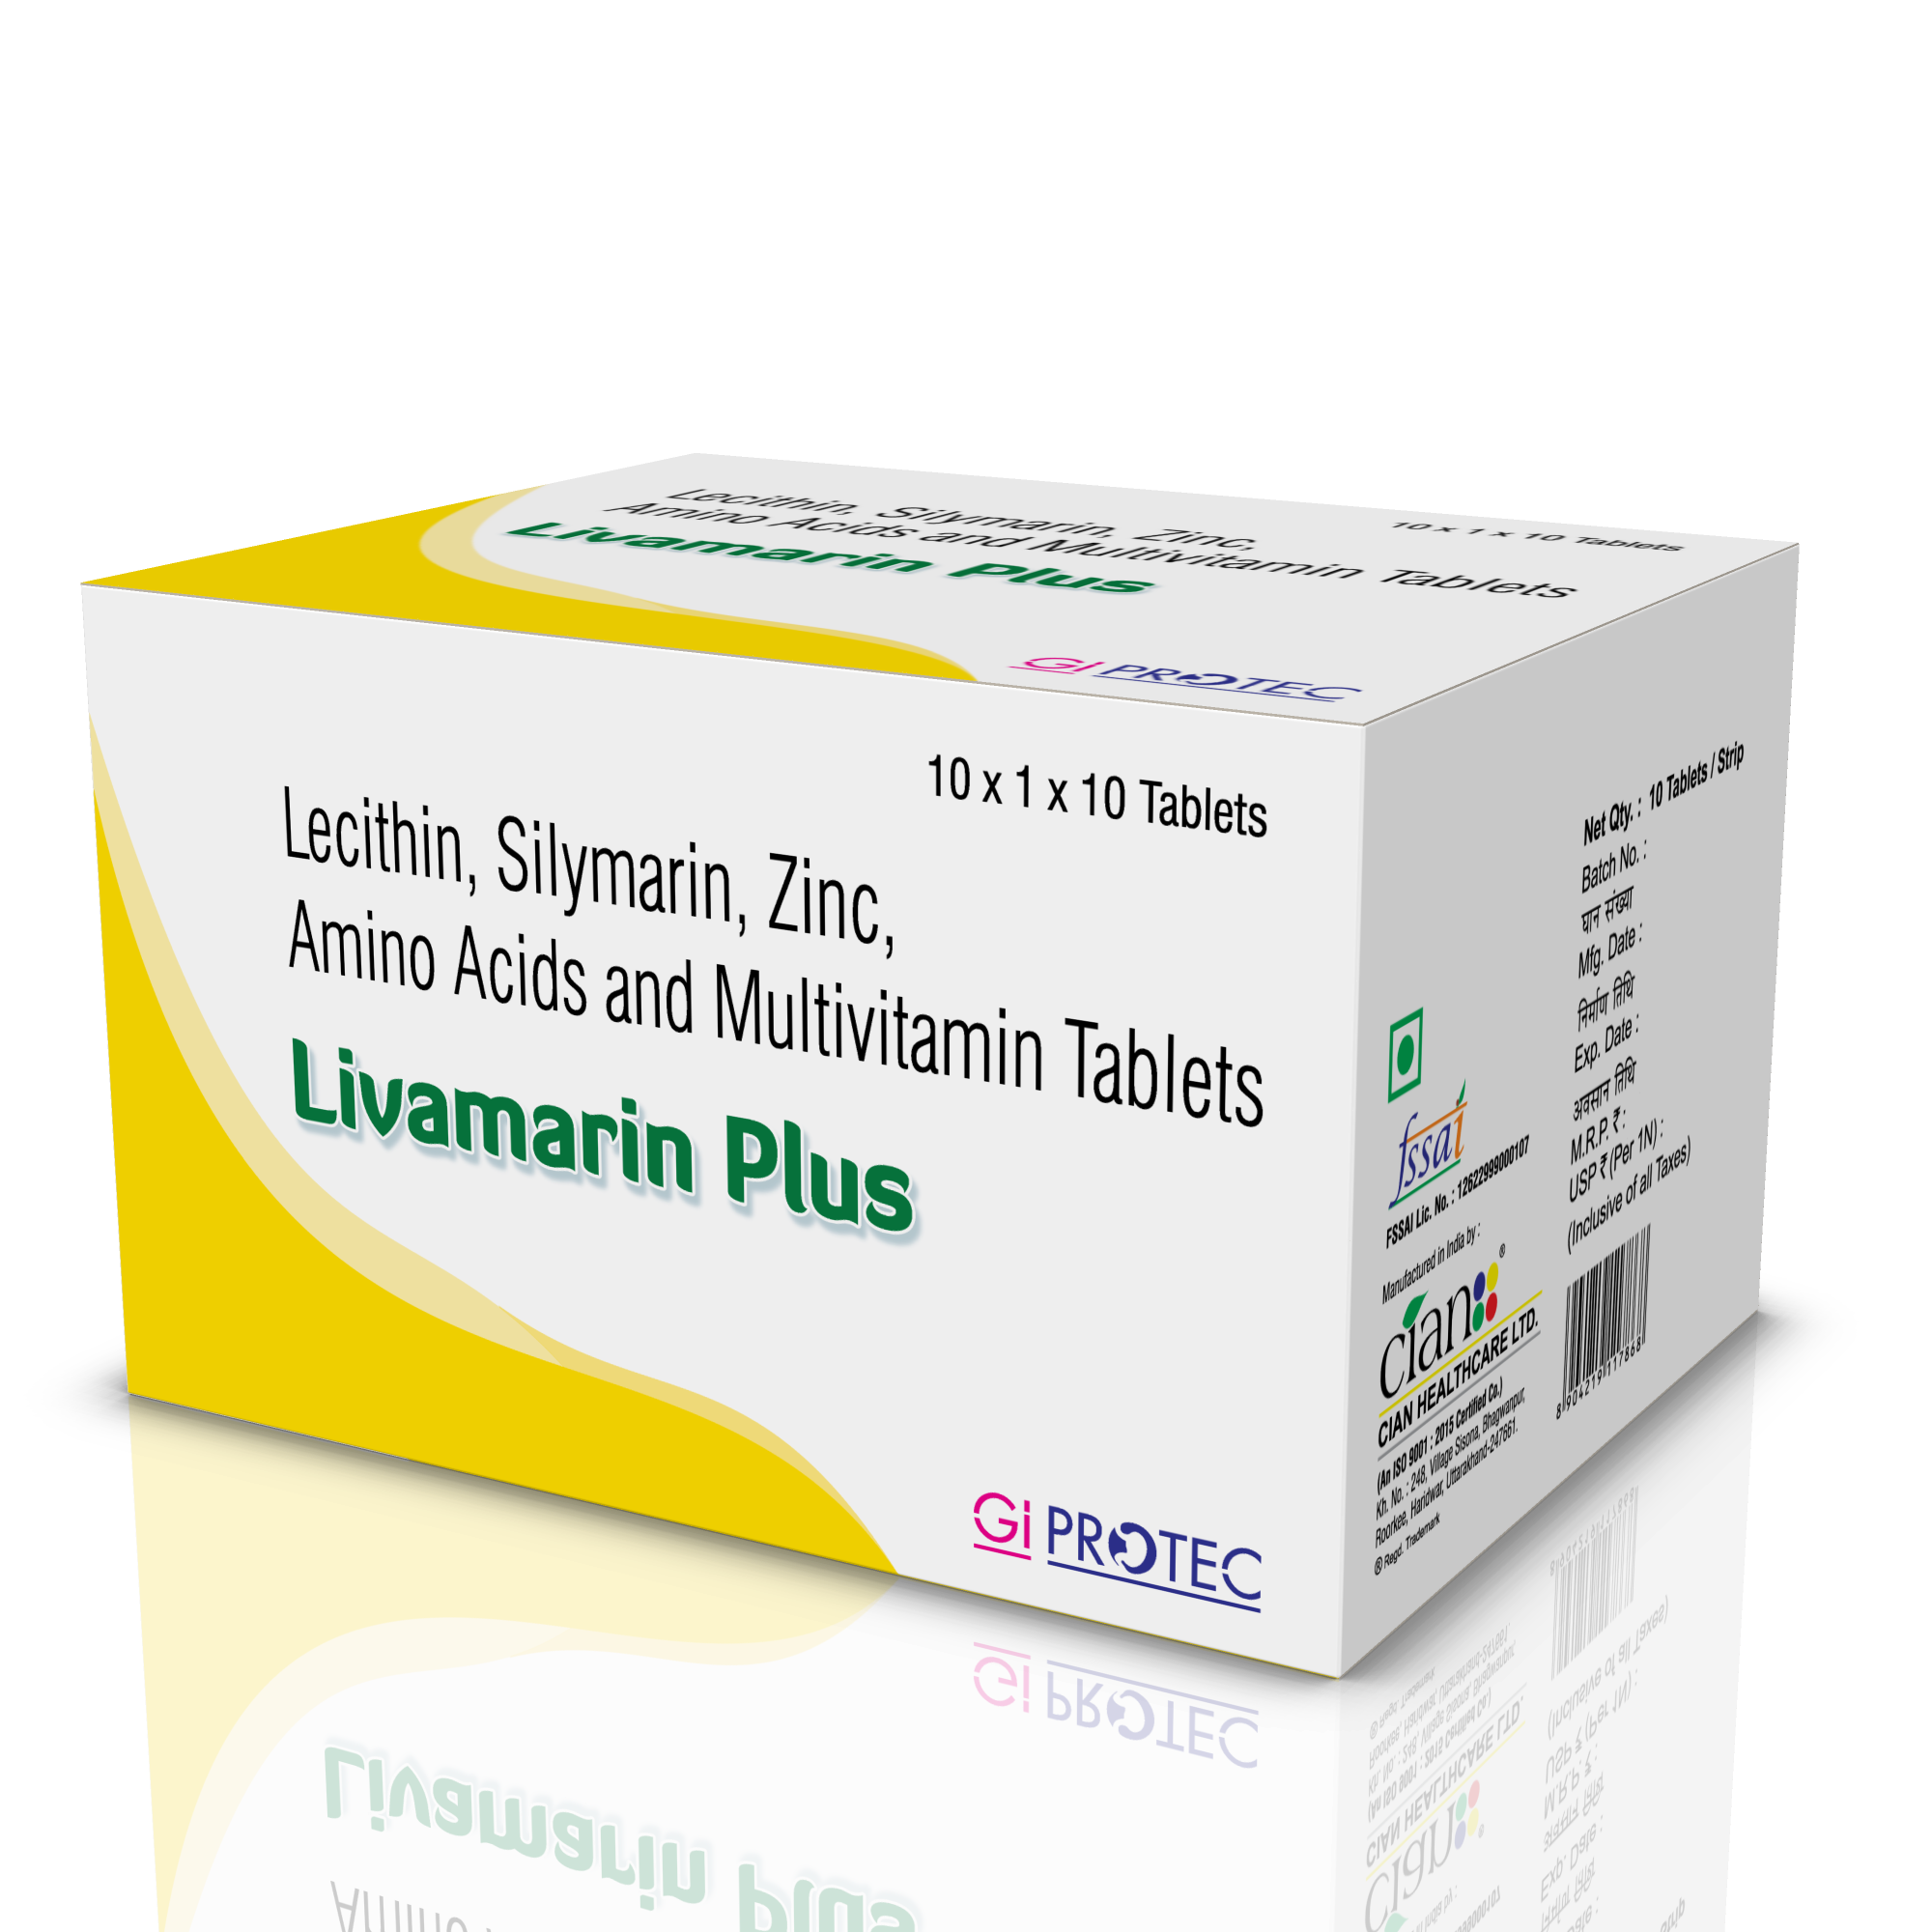 Lecithin, Silymarin, Zinc,
Amino Acids and Multivitamin Tablets
10 x 1 x 10 Tablets
Livamarin Plus
Gi PROTEC
10 x 1 x 10 Tablets
Lecithin, Silymarin, Zinc,
Amino Acids and Multivitamin Tablets
Livamarin Plus
Gi PROTEC
Net Qty. : 10 Tablets / Strip
Batch No. :
घान संख्या
Mfg. Date :
निर्माण तिथि
Exp. Date :
अवसान तिथि
M.R.P. ₹ :
USP ₹ (Per 1N) :
(Inclusive of all Taxes)
8904219117868
fssai
FSSAI Lic. No. : 12622999000107
Manufactured in India by :
cian ®
CIAN HEALTHCARE LTD.
(An ISO 9001 : 2015 Certified Co.)
Kh. No. : 248, Village Sisona, Bhagwanpur,
Roorkee, Haridwar, Uttarakhand-247661.
® Regd. Trademark